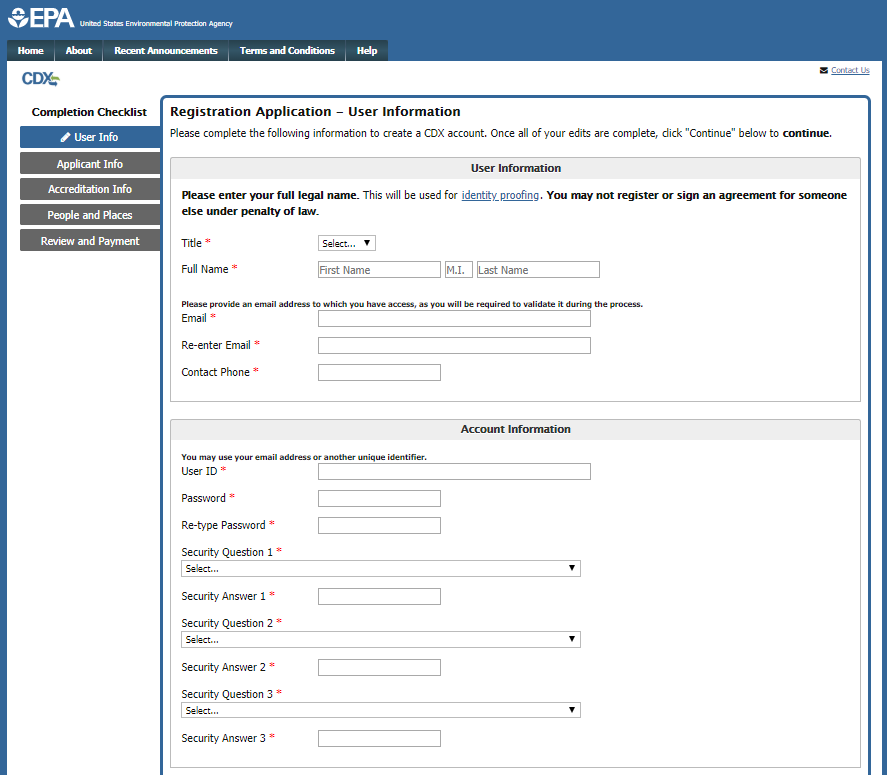 EPA United States Environmental Protection Agency
Home About Recent Announcements Terms and Conditions Help
CDX
Contact Us
Completion Checklist
User Info
Applicant Info
Accreditation Info
People and Places
Review and Payment
Registration Application – User Information
Please complete the following information to create a CDX account. Once all of your edits are complete, click "Continue" below to continue.
User Information
Please enter your full legal name. This will be used for identity proofing. You may not register or sign an agreement for someone
else under penalty of law.
Title * Select...
Full Name * First Name M.I. Last Name
Please provide an email address to which you have access, as you will be required to validate it during the process.
Email *
Re-enter Email *
Contact Phone *
Account Information
You may use your email address or another unique identifier.
User ID *
Password *
Re-type Password *
Security Question 1 *
Select...
Security Answer 1 *
Security Question 2 *
Select...
Security Answer 2 *
Security Question 3 *
Select...
Security Answer 3 *